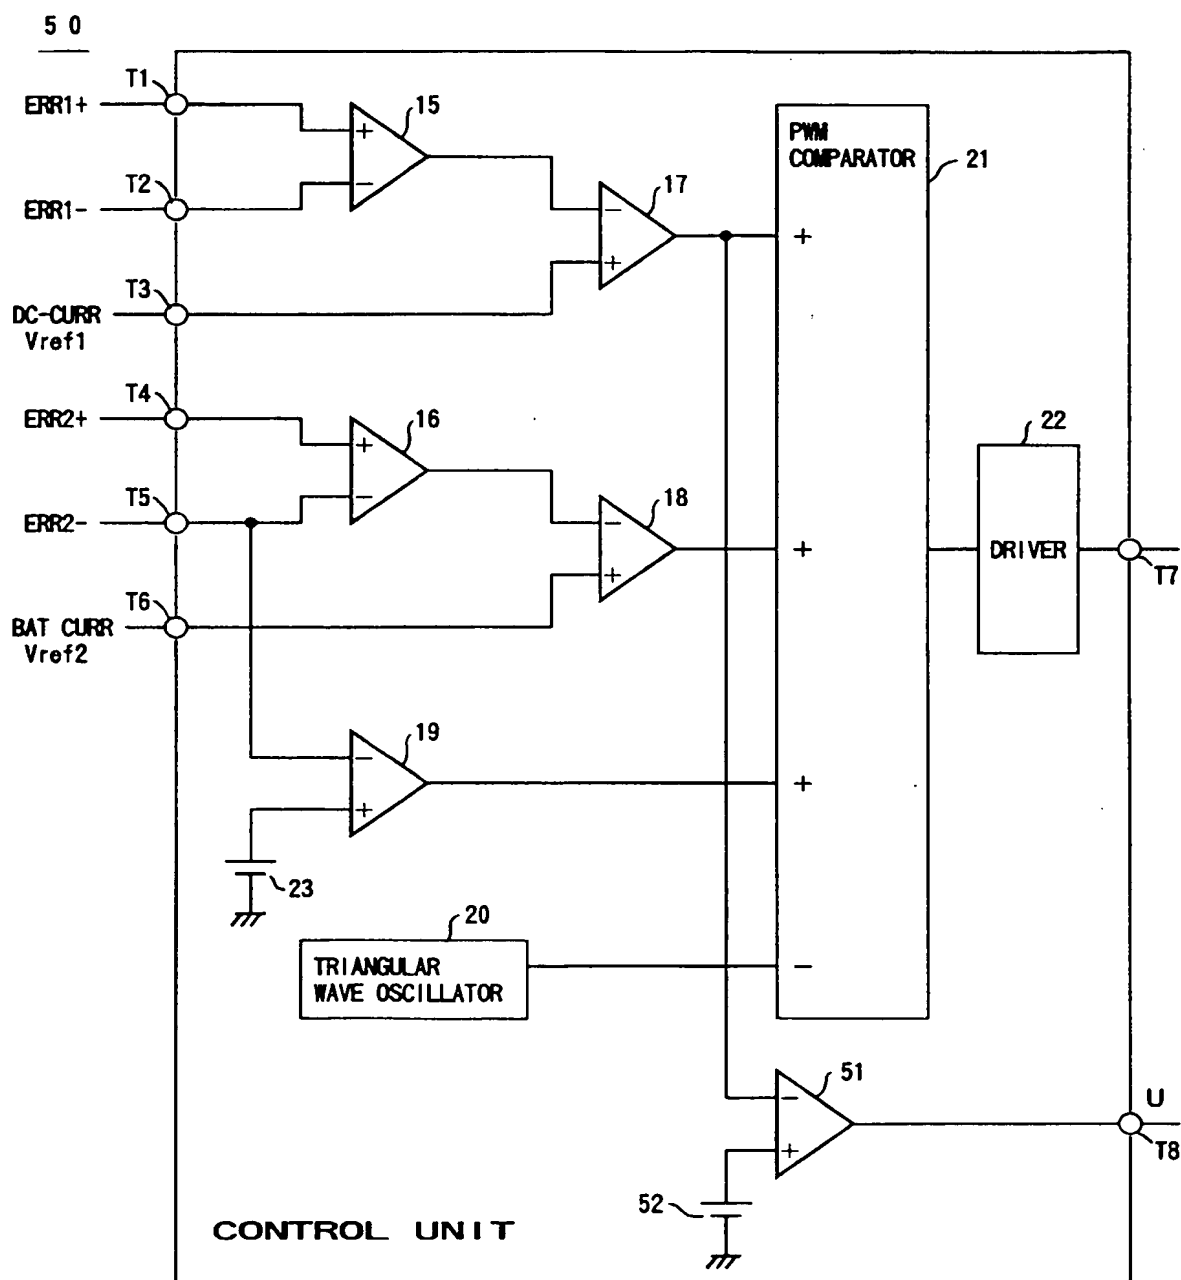 5 0
T1
ERR1+
15
PWM
COMPARATOR
21
T2
ERR1-
17
T3
DC-CURR
Vref1
T4
ERR2+
16
22
T5
ERR2-
18
DRIVER
T7
T6
BAT CURR
Vref2
19
23
20
TRIANGULAR
WAVE OSCILLATOR
51
U
T8
52
CONTROL UNIT
+
-
-
+
+
+
-
-
+
+
-
+
+
-
-
+